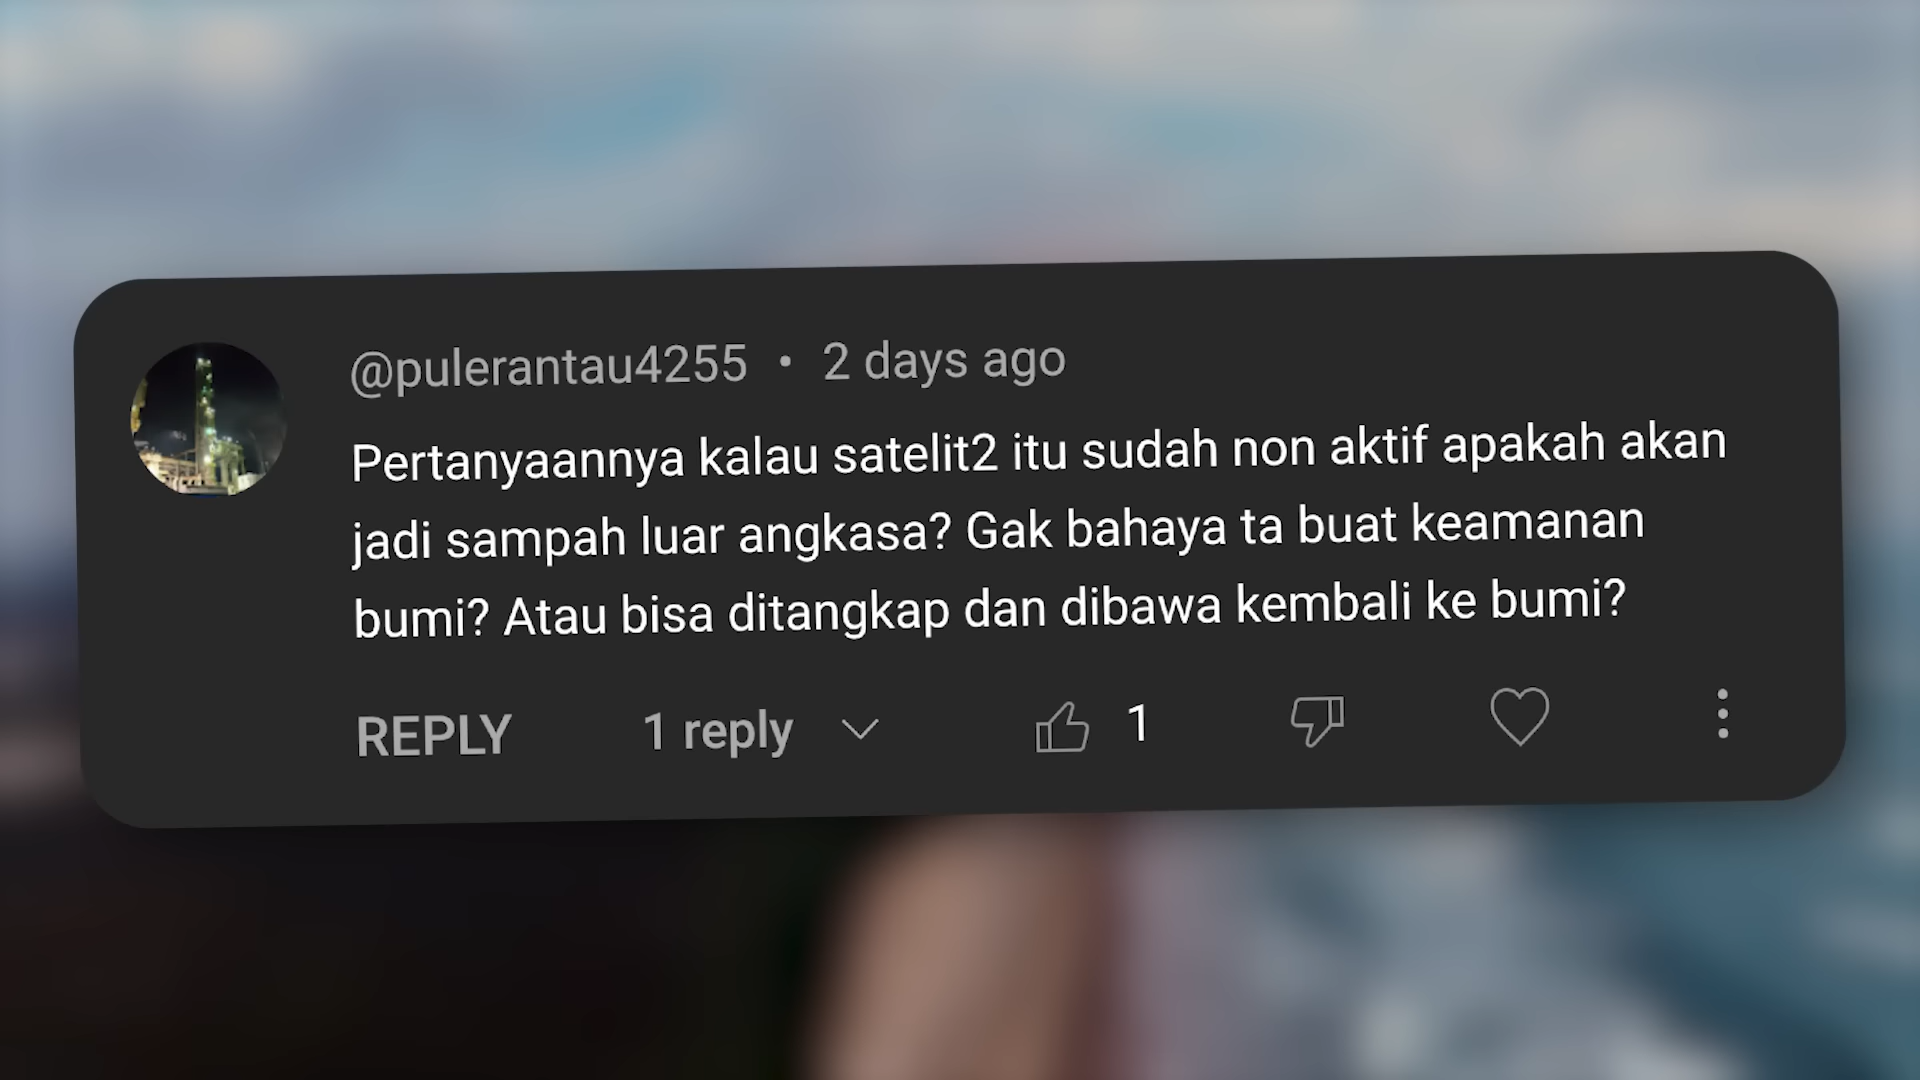 @pulerantau4255 • 2 days ago
Pertanyaannya kalau satelit2 itu sudah non aktif apakah akan
jadi sampah luar angkasa? Gak bahaya ta buat keamanan
bumi? Atau bisa ditangkap dan dibawa kembali ke bumi?
REPLY 1 reply 1